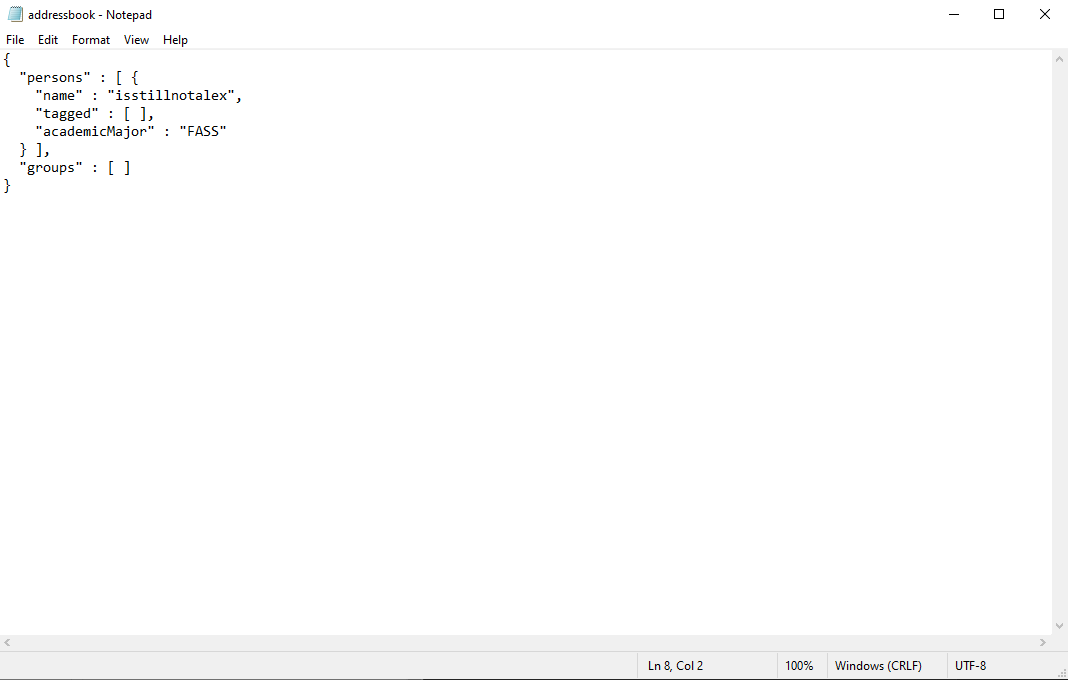 addressbook - Notepad
File Edit Format View Help
{
  "persons" : [ {
    "name" : "isstillnotalex",
    "tagged" : [ ],
    "academicMajor" : "FASS"
  } ],
  "groups" : [ ]
}
Ln 8, Col 2 100% Windows (CRLF) UTF-8